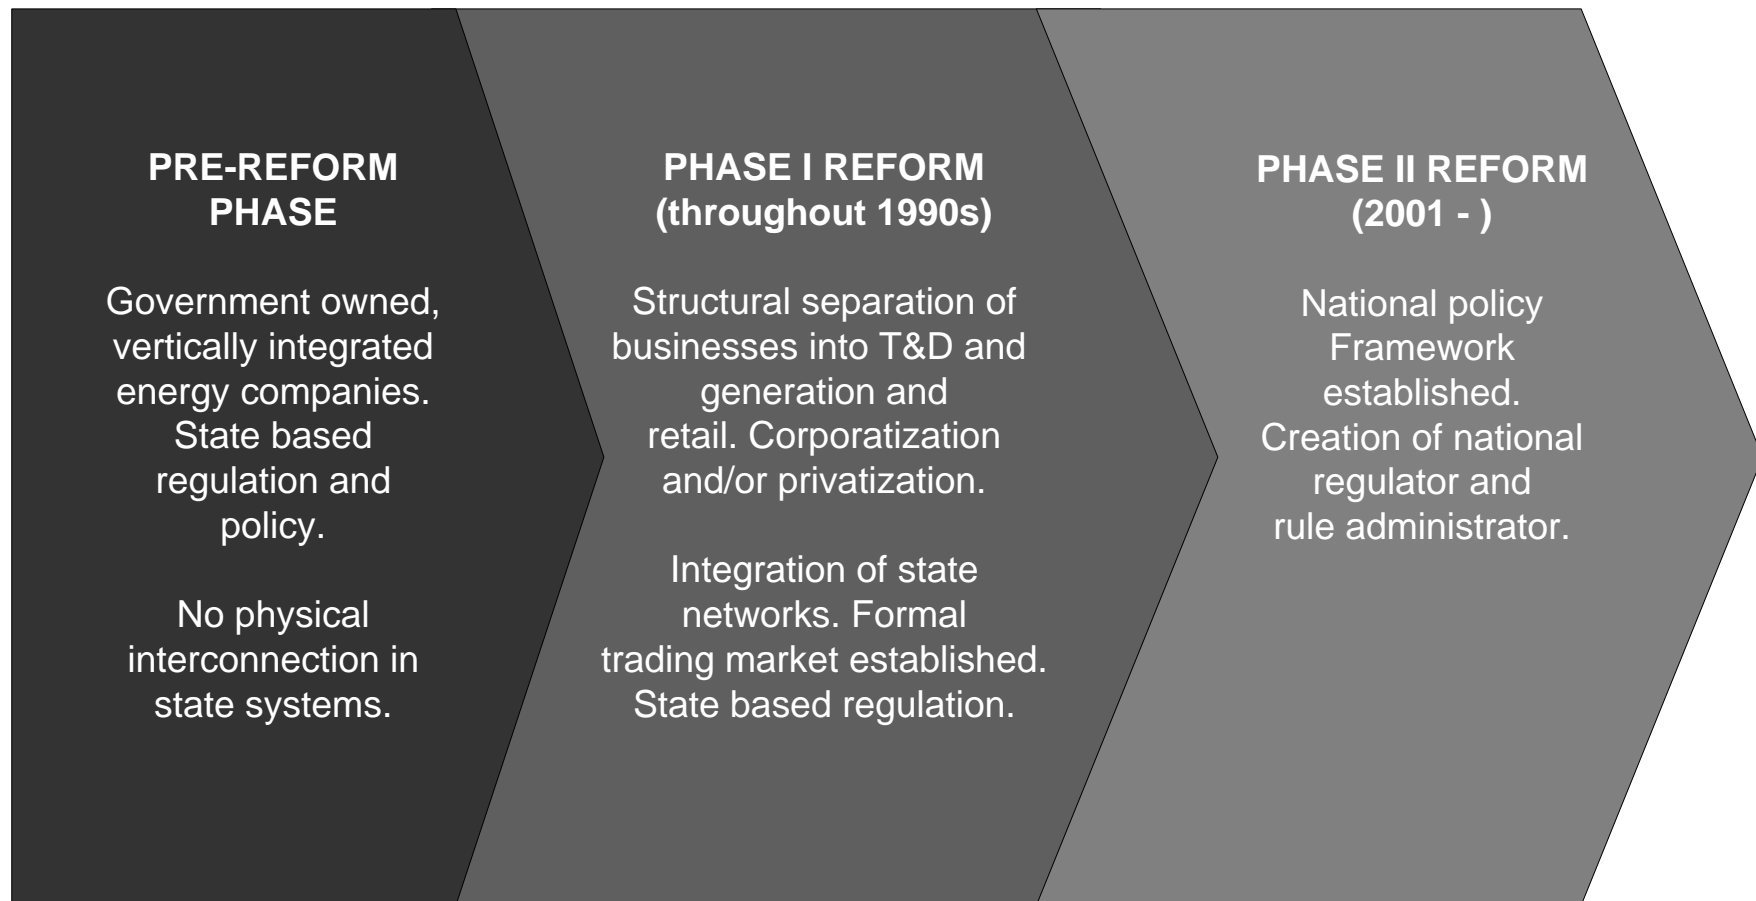 PRE-REFORM
PHASE
Government owned,
vertically integrated
energy companies.
State based
regulation and
policy.
No physical
interconnection in
state systems.
PHASE I REFORM
(throughout 1990s)
Structural separation of
businesses into T&D and
generation and
retail. Corporatization
and/or privatization.
Integration of state
networks. Formal
trading market established.
State based regulation.
PHASE II REFORM
(2001 - )
National policy
Framework
established.
Creation of national
regulator and
rule administrator.